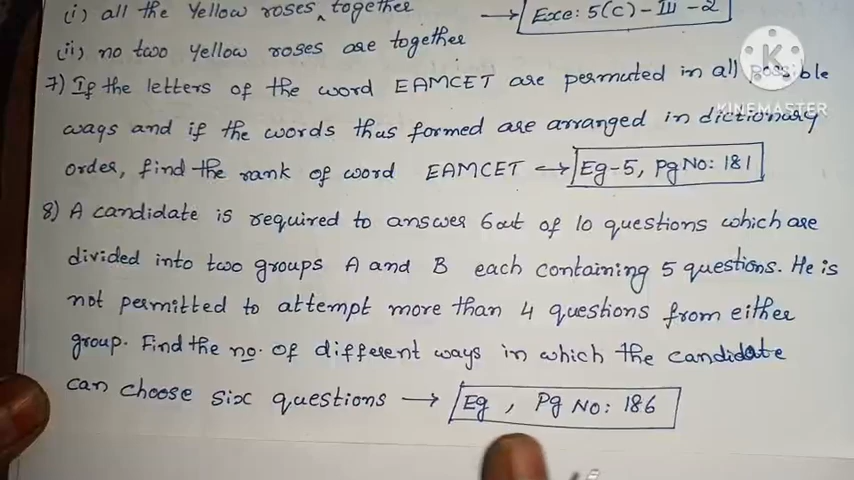 (i) all the Yellow roses ^ together → Exe: 5(C) - III - 2
(ii) no two Yellow roses are together
7) If the letters of the word EAMCET are permuted in all possible
ways and if the words thus formed are arranged in dictionary
order, find the rank of word EAMCET ↔ Eg-5, Pg No: 181
8) A candidate is required to answer 6 out of 10 questions which are
divided into two groups A and B each containing 5 questions. He is
not permitted to attempt more than 4 questions from either
group. Find the no. of different ways in which the candidate
can choose six questions → Eg, Pg No: 186
KINEMASTER